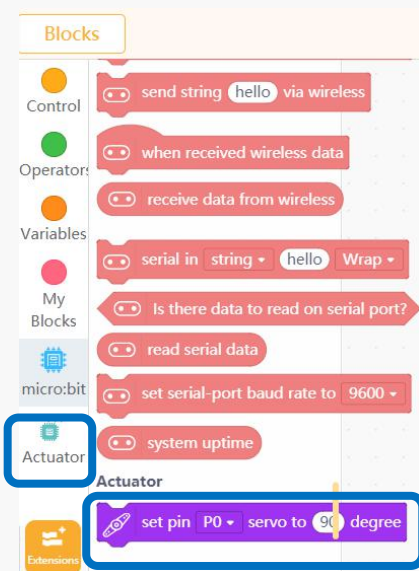 Blocks
Control
Operators
Variables
My
Blocks
micro:bit
Actuator
Extensions
send string hello via wireless
when received wireless data
receive data from wireless
serial in string hello Wrap
Is there data to read on serial port?
read serial data
set serial-port baud rate to 9600
system uptime
Actuator
set pin P0 servo to 90 degree